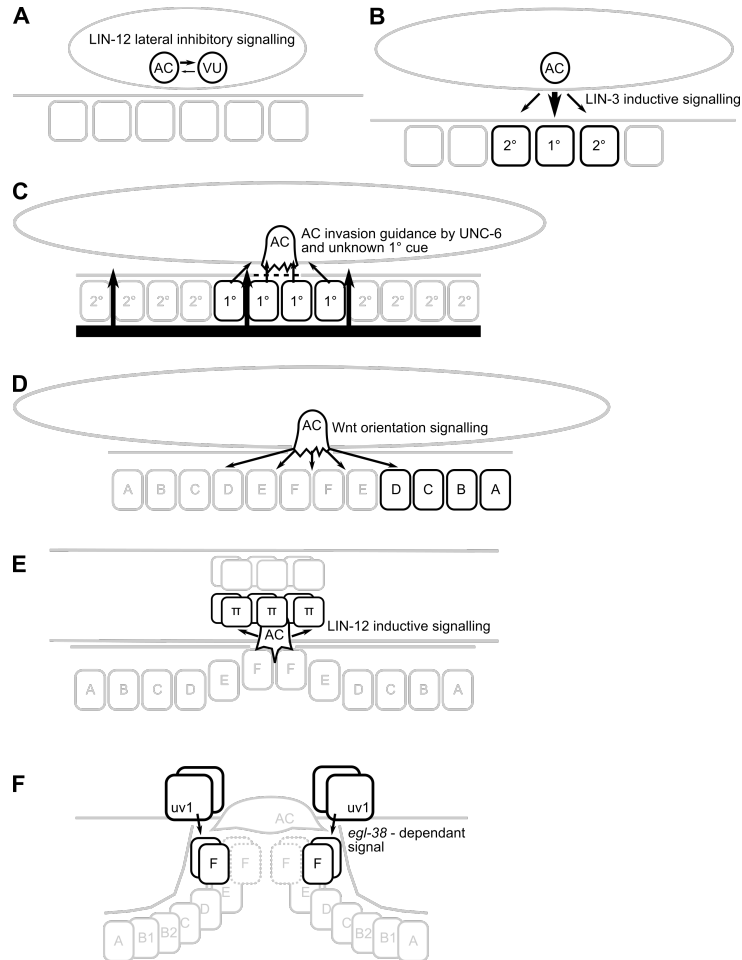 A
LIN-12 lateral inhibitory signalling
AC VU
B
AC
LIN-3 inductive signalling
2° 1° 2°
C
AC
AC invasion guidance by UNC-6
and unknown 1° cue
2° 2° 2° 2° 1° 1° 1° 1° 2° 2° 2° 2°
D
AC
Wnt orientation signalling
A B C D E F F E D C B A
E
π π π
AC
LIN-12 inductive signalling
A B C D E F F E D C B A
F
uv1 uv1
AC
egl-38 - dependant
signal
F F F F
E E
D D
C C
A B1 B2 B2 B1 A